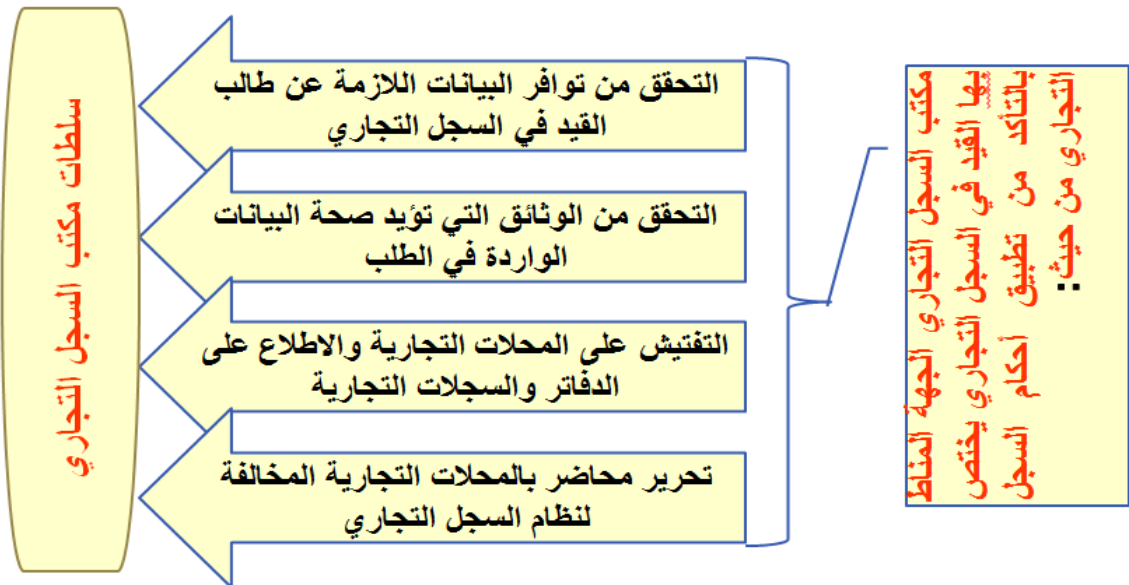 مكتب السجل التجاري الجهة المناط
بها القيد في السجل التجاري يختص
بالتأكد من تطبيق أحكام السجل
التجاري من حيث:
التحقق من توافر البيانات اللازمة عن طالب
القيد في السجل التجاري
التحقق من الوثائق التي تؤيد صحة البيانات
الواردة في الطلب
التفتيش على المحلات التجارية والاطلاع على
الدفاتر والسجلات التجارية
تحرير محاضر بالمحلات التجارية المخالفة
لنظام السجل التجاري
سلطات مكتب السجل التجاري